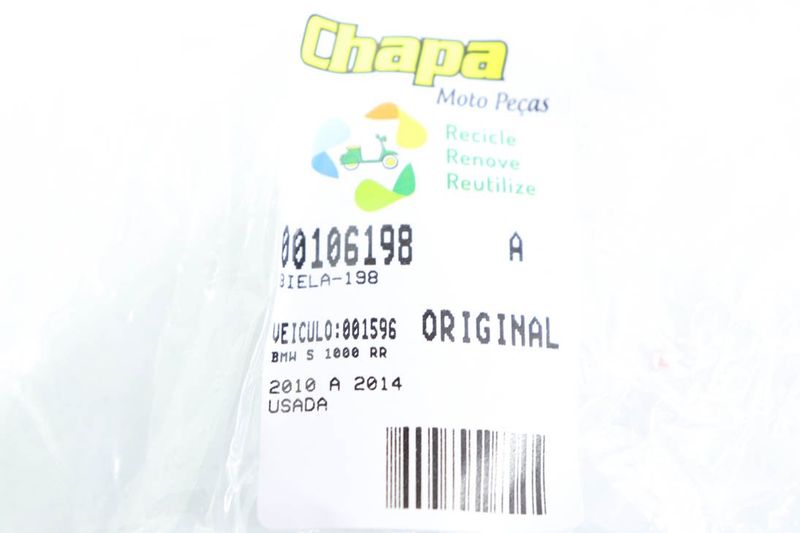 Chapa
Moto Peças
Recicle
Renove
Reutilize
00106198 A
BIELA-198
VEICULO:001596 ORIGINAL
BMW S 1000 RR
2010 A 2014
USADA